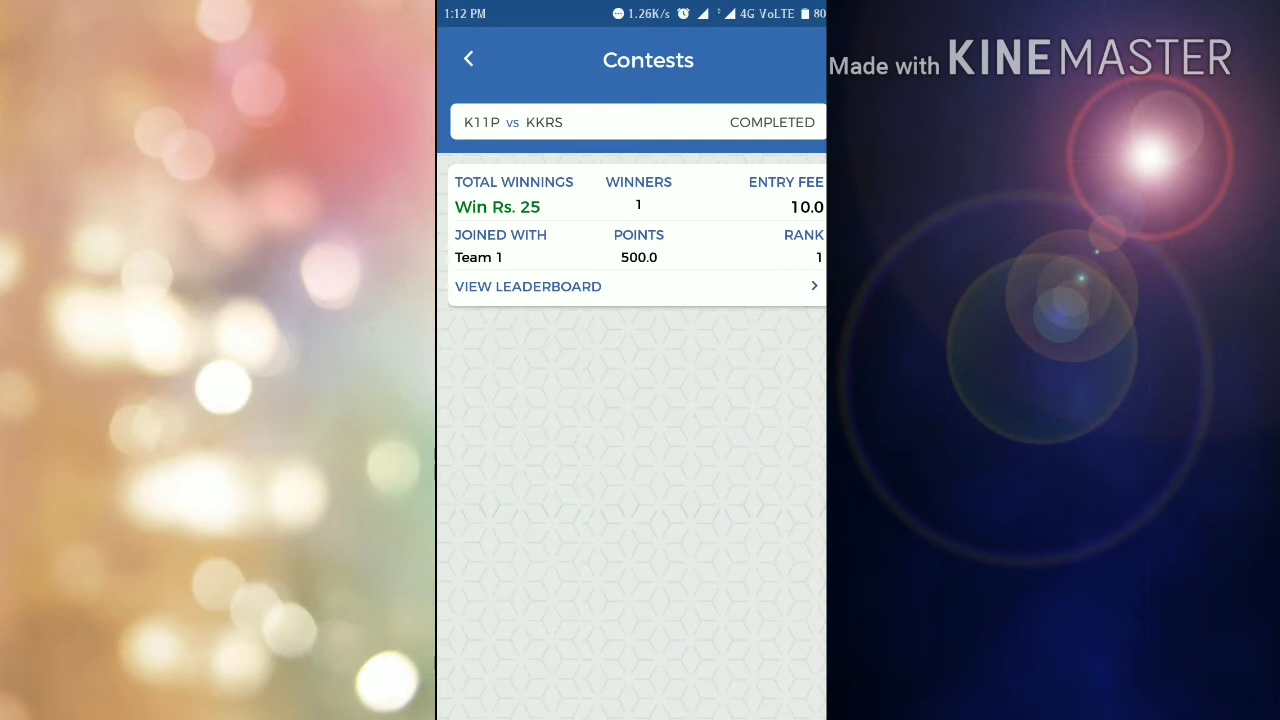 1:12 PM 1.26K/s 4G VoLTE 80
Contests
K11P vs KKRS COMPLETED
TOTAL WINNINGS WINNERS ENTRY FEE
Win Rs. 25 1 10.0
JOINED WITH POINTS RANK
Team 1 500.0 1
VIEW LEADERBOARD
Made with KINEMASTER